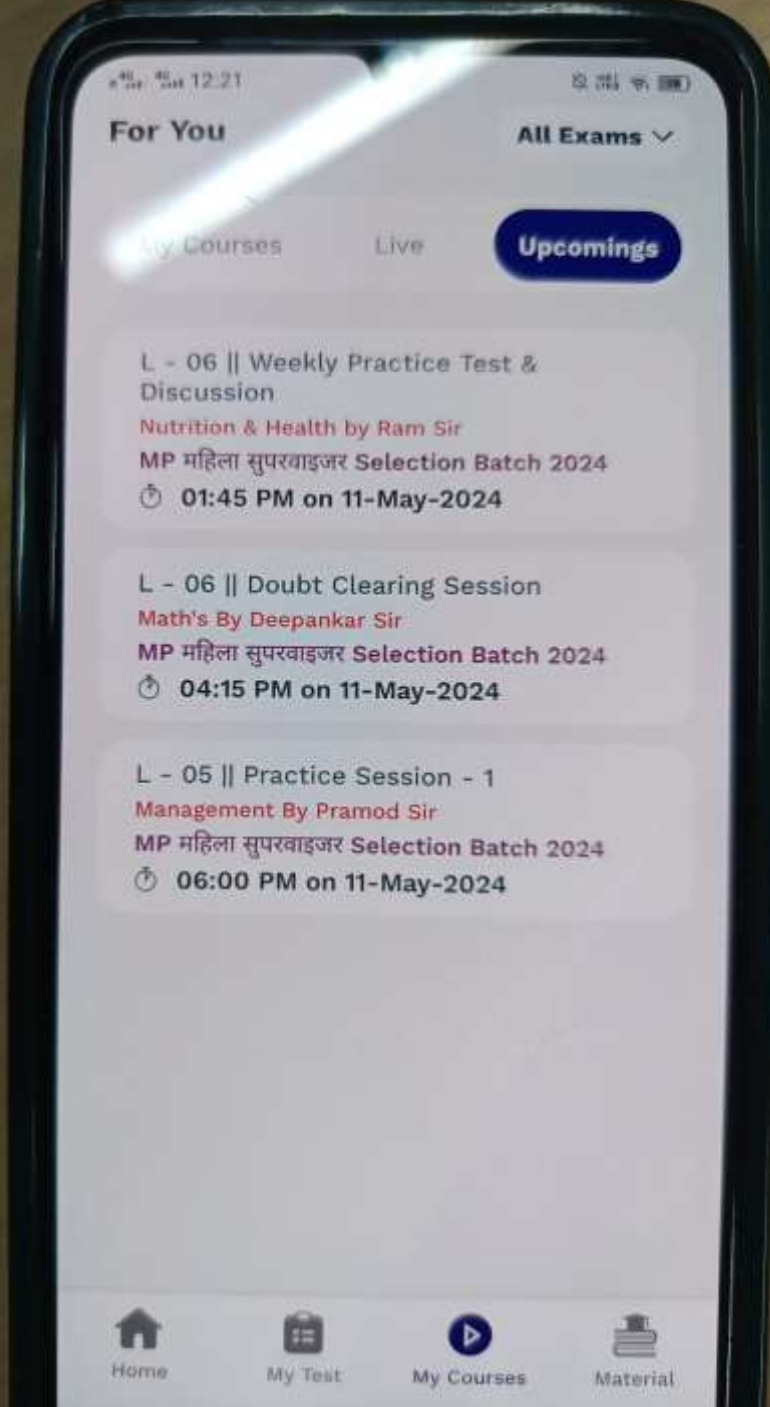 12:21
For You
All Exams
My Courses
Live
Upcomings
L - 06 || Weekly Practice Test &
Discussion
Nutrition & Health by Ram Sir
MP महिला सुपरवाइजर Selection Batch 2024
01:45 PM on 11-May-2024
L - 06 || Doubt Clearing Session
Math's By Deepankar Sir
MP महिला सुपरवाइजर Selection Batch 2024
04:15 PM on 11-May-2024
L - 05 || Practice Session - 1
Management By Pramod Sir
MP महिला सुपरवाइजर Selection Batch 2024
06:00 PM on 11-May-2024
Home
My Test
My Courses
Material